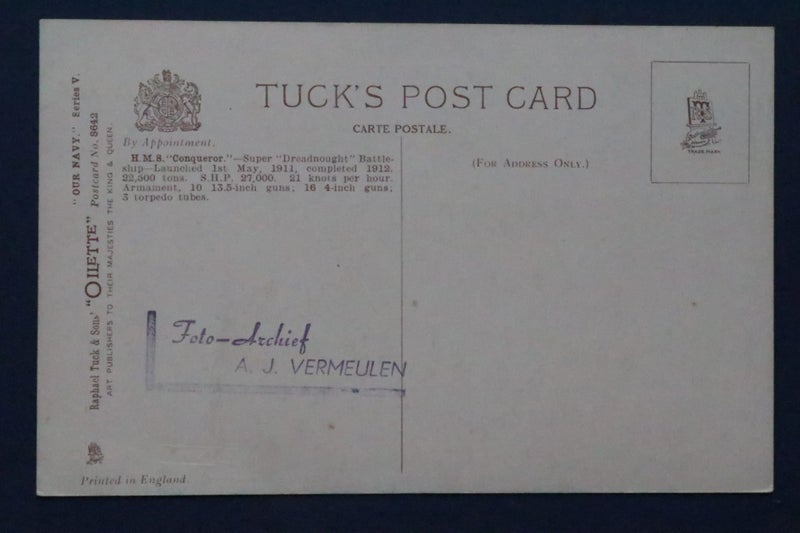 TUCK'S POST CARD
CARTE POSTALE.
By Appointment.
H.M.S. "Conqueror."—Super "Dreadnought" Battle-
ship—Launched 1st May, 1911, completed 1912.
22,500 tons. S.H.P. 27,000. 21 knots per hour.
Armament, 10 13.5-inch guns; 16 4-inch guns;
3 torpedo tubes.
(For Address Only.)
TRADE MARK
"OUR NAVY." Series V.
Raphael Tuck & Sons' "OILETTE" Postcard No. 8642
ART PUBLISHERS TO THEIR MAJESTIES THE KING & QUEEN.
Foto-Archief
A. J. VERMEULEN
Printed in England